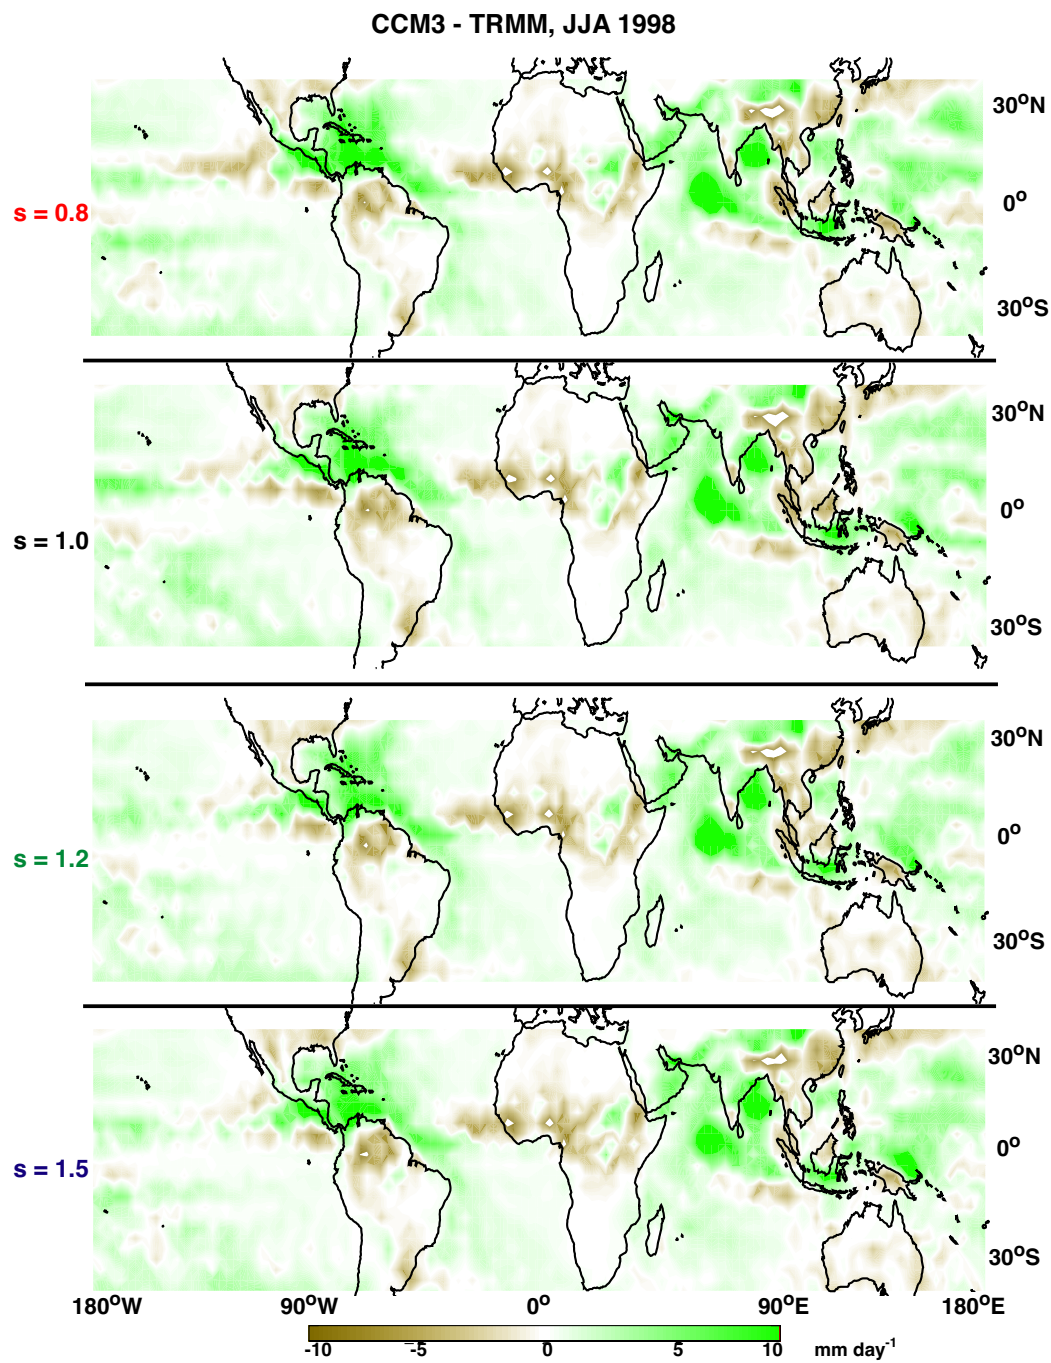 CCM3 - TRMM, JJA 1998
30°N
s = 0.8
0°
30°S
30°N
0°
s = 1.0
30°S
30°N
0°
s = 1.2
30°S
30°N
0°
s = 1.5
30°S
180°W 90°W 0° 90°E 180°E
-10 -5 0 5 10 mm day⁻¹